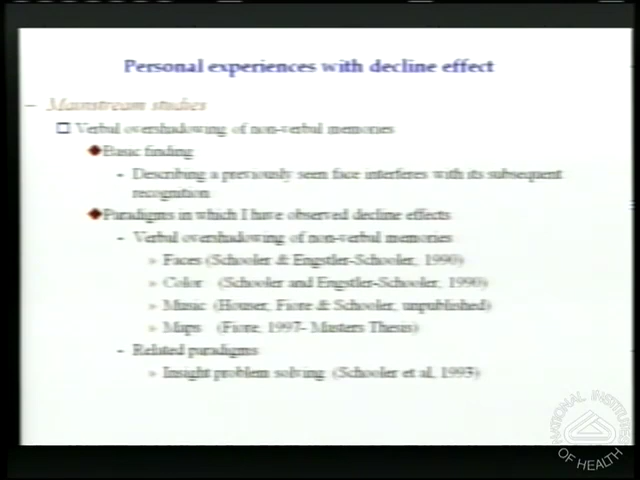 Personal experiences with decline effect
– Mainstream studies
Verbal overshadowing of non-verbal memories
Basic finding
- Describing a previously seen face interferes with its subsequent
recognition
Paradigms in which I have observed decline effects
- Verbal overshadowing of non-verbal memories
» Faces (Schooler & Engstler-Schooler, 1990)
» Color (Schooler and Engstler-Schooler, 1990)
» Music (Houser, Fiore & Schooler, unpublished)
» Maps (Fiore, 1997- Masters Thesis)
- Related paradigms
» Insight problem solving (Schooler et al, 1993)
NATIONAL INSTITUTES
OF HEALTH